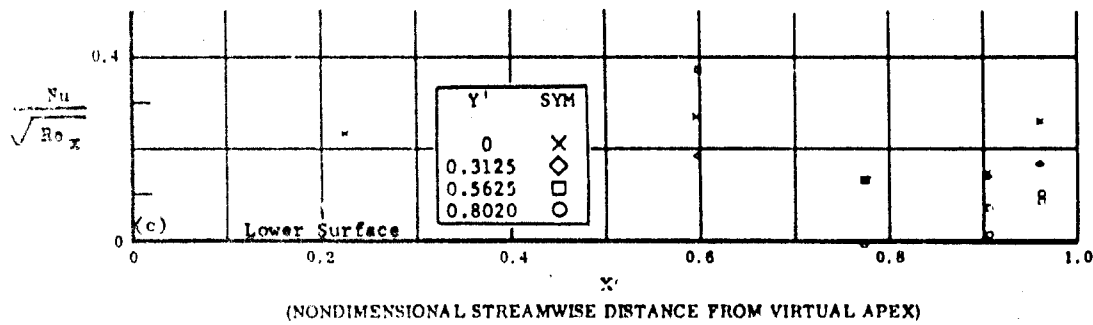 0.4
Nu
√Re x
Y' SYM
0 ×
0.3125 ◇
0.5625 □
0.8020 ○
(c) Lower Surface
0
0 0.2 0.4 0.6 0.8 1.0
X'
(NONDIMENSIONAL STREAMWISE DISTANCE FROM VIRTUAL APEX)